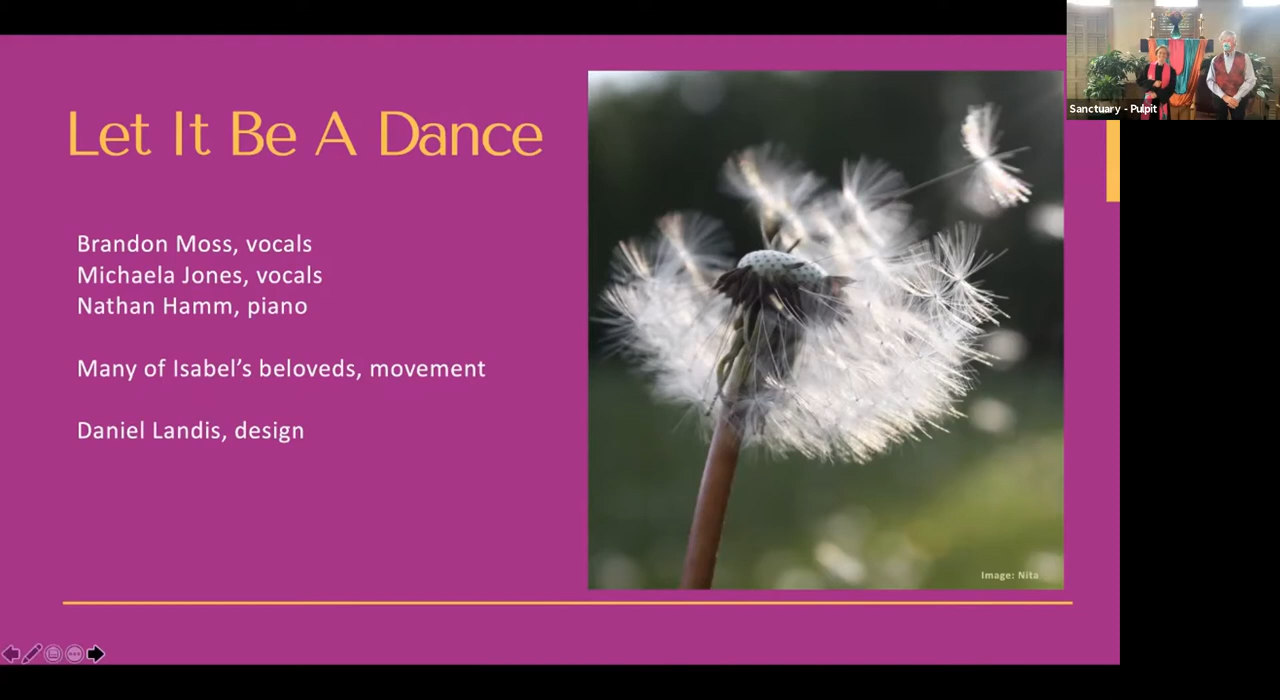 Let It Be A Dance
Brandon Moss, vocals
Michaela Jones, vocals
Nathan Hamm, piano
Many of Isabel’s beloveds, movement
Daniel Landis, design
Image: Nita
Sanctuary - Pulpit